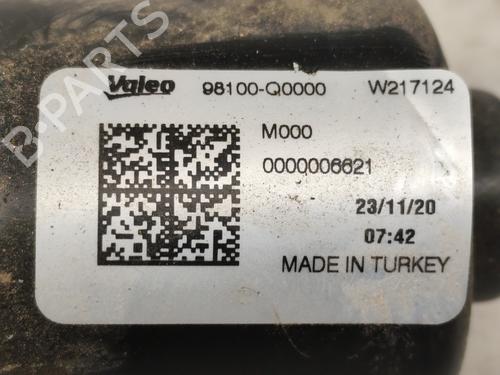 Valeo 98100-Q0000 W217124
M000
0000006621
23/11/20
07:42
MADE IN TURKEY
B-PARTS